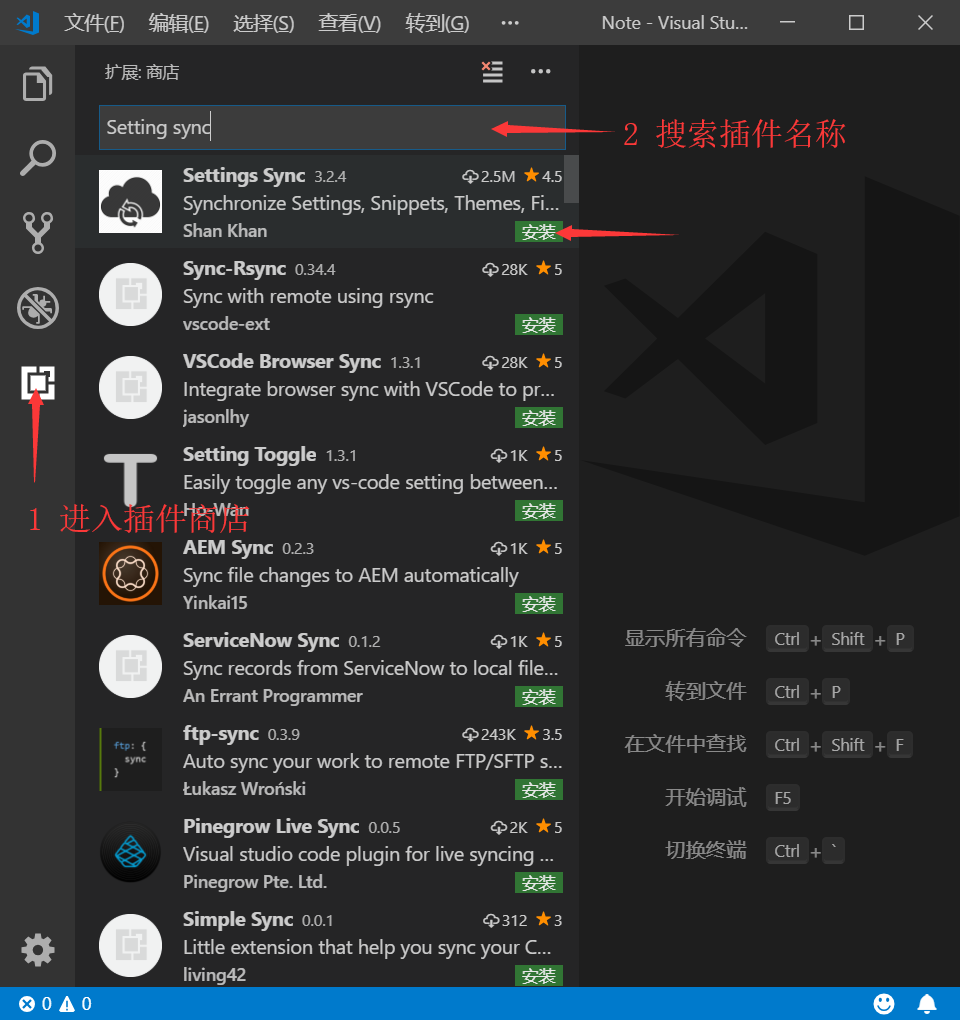 文件(F) 编辑(E) 选择(S) 查看(V) 转到(G) ··· Note - Visual Stu...
扩展: 商店
Setting sync
2 搜索插件名称
Settings Sync 3.2.4 2.5M 4.5
Synchronize Settings, Snippets, Themes, Fi...
Shan Khan 安装
Sync-Rsync 0.34.4 28K 5
Sync with remote using rsync
vscode-ext 安装
VSCode Browser Sync 1.3.1 28K 5
Integrate browser sync with VSCode to pr...
jasonlhy 安装
Setting Toggle 1.3.1 1K 5
Easily toggle any vs-code setting between...
Ho-Wan 安装
1 进入插件商店
AEM Sync 0.2.3 1K 5
Sync file changes to AEM automatically
Yinkai15 安装
ServiceNow Sync 0.1.2 1K 5
Sync records from ServiceNow to local file...
An Errant Programmer 安装
ftp: {
sync
}
ftp-sync 0.3.9 243K 3.5
Auto sync your work to remote FTP/SFTP s...
Łukasz Wroński 安装
Pinegrow Live Sync 0.0.5 2K 5
Visual studio code plugin for live syncing ...
Pinegrow Pte. Ltd. 安装
Simple Sync 0.0.1 312 3
Little extension that help you sync your C...
living42 安装
显示所有命令 Ctrl + Shift + P
转到文件 Ctrl + P
在文件中查找 Ctrl + Shift + F
开始调试 F5
切换终端 Ctrl + `
0 0